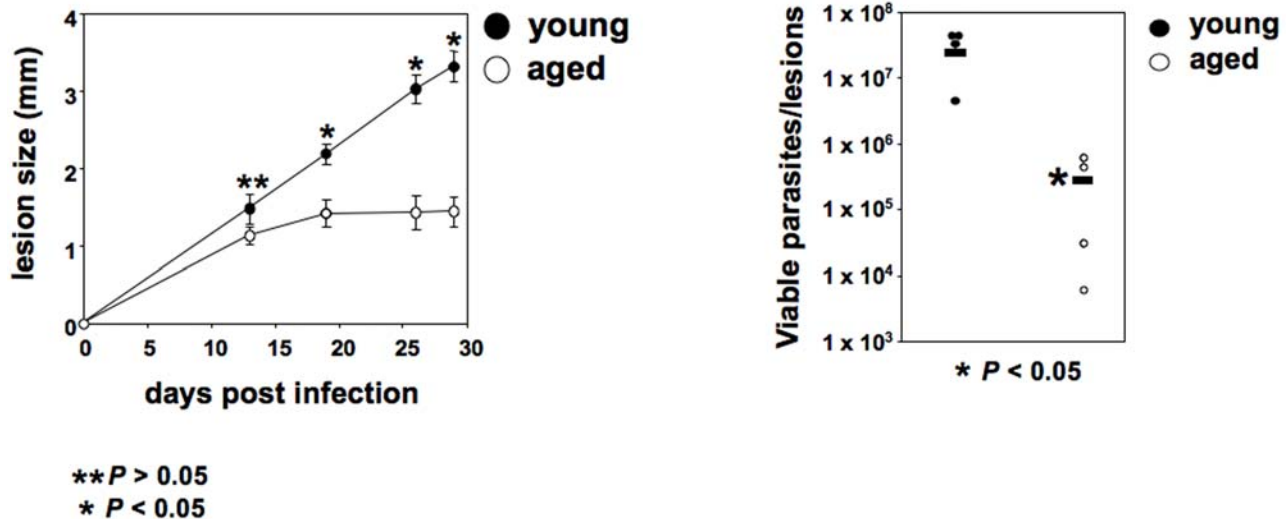 4
3
2
1
0
lesion size (mm)
**
*
*
*
young
aged
0 5 10 15 20 25 30
days post infection
** P > 0.05
* P < 0.05
1 x 10⁸
1 x 10⁷
1 x 10⁶
1 x 10⁵
1 x 10⁴
1 x 10³
Viable parasites/lesions
*
young
aged
* P < 0.05